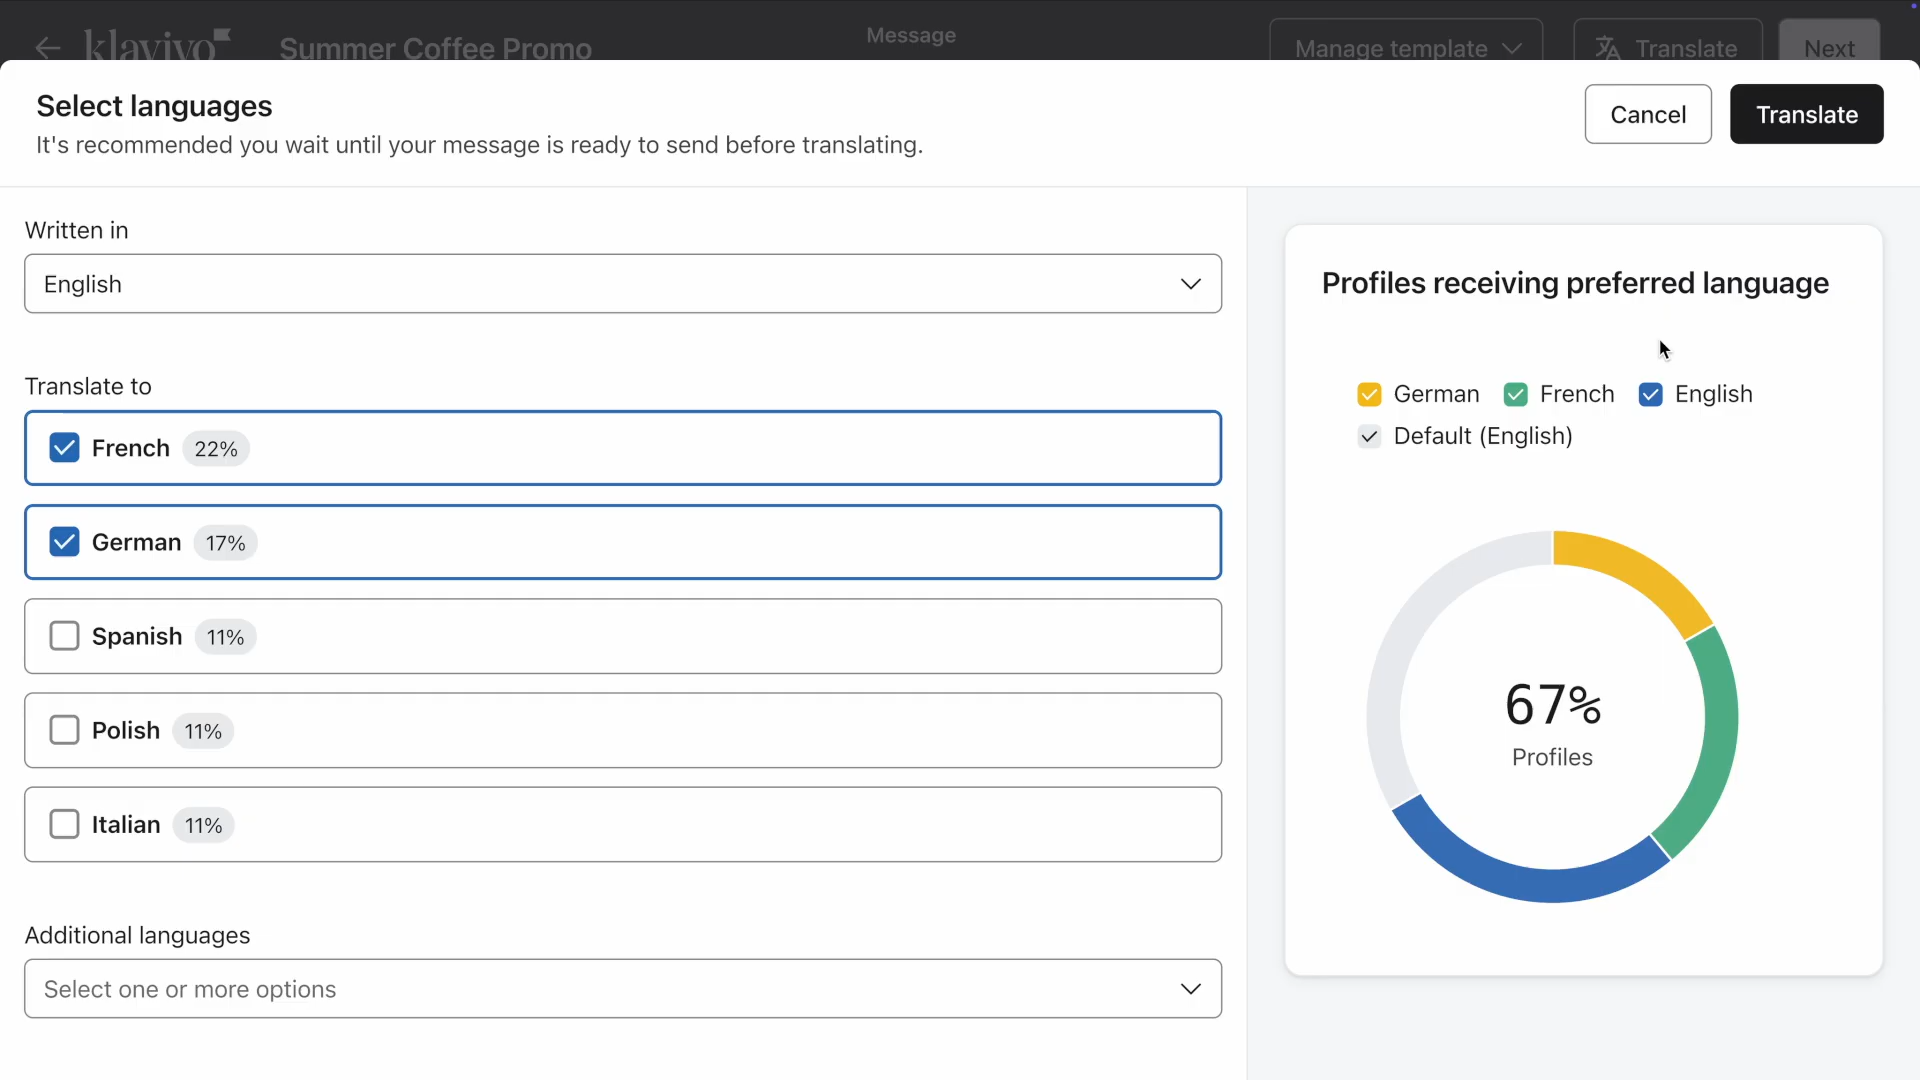 klaviyo
Summer Coffee Promo
Message
Manage template
Translate
Next
Select languages
It's recommended you wait until your message is ready to send before translating.
Cancel
Translate
Written in
English
Translate to
French 22%
German 17%
Spanish 11%
Polish 11%
Italian 11%
Additional languages
Select one or more options
Profiles receiving preferred language
German French English
Default (English)
67%
Profiles